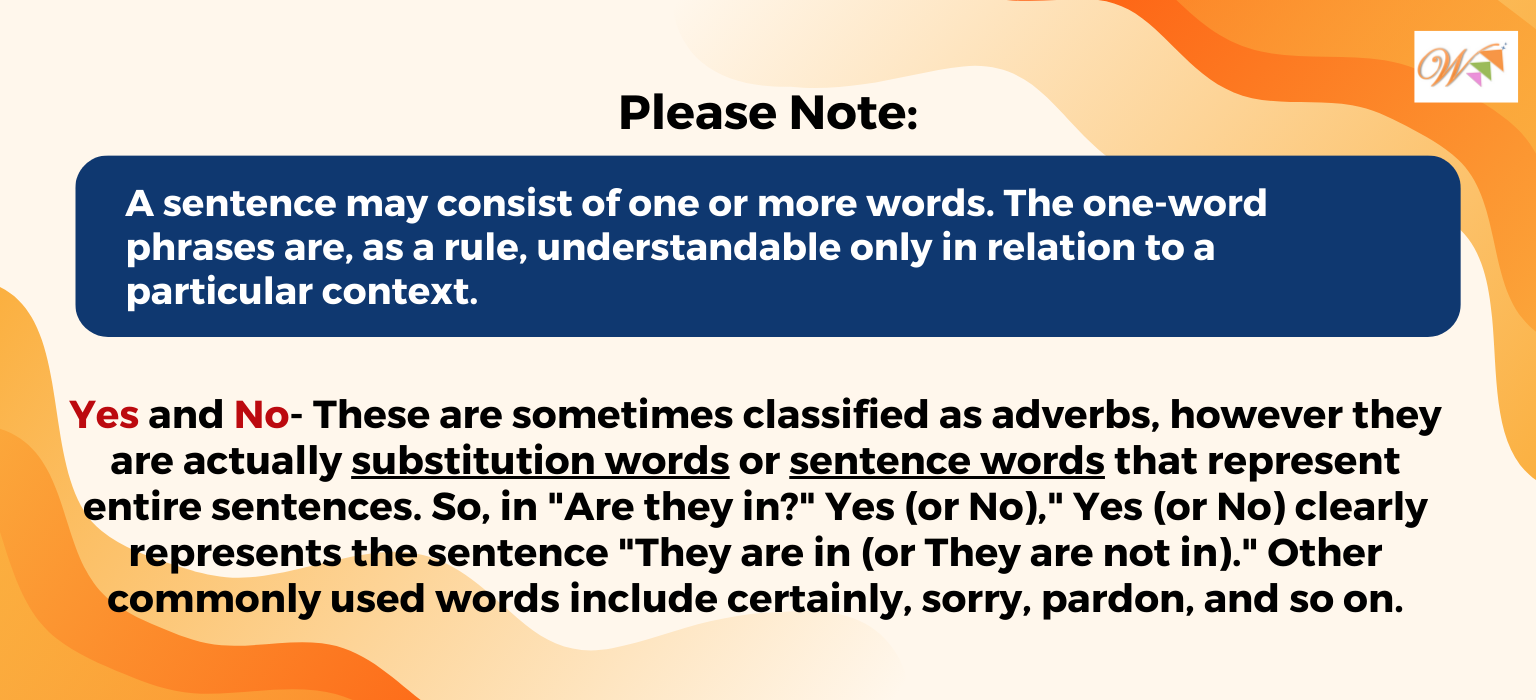 W
Please Note:
A sentence may consist of one or more words. The one-word
phrases are, as a rule, understandable only in relation to a
particular context.
Yes and No- These are sometimes classified as adverbs, however they
are actually substitution words or sentence words that represent
entire sentences. So, in "Are they in?" Yes (or No)," Yes (or No) clearly
represents the sentence "They are in (or They are not in)." Other
commonly used words include certainly, sorry, pardon, and so on.